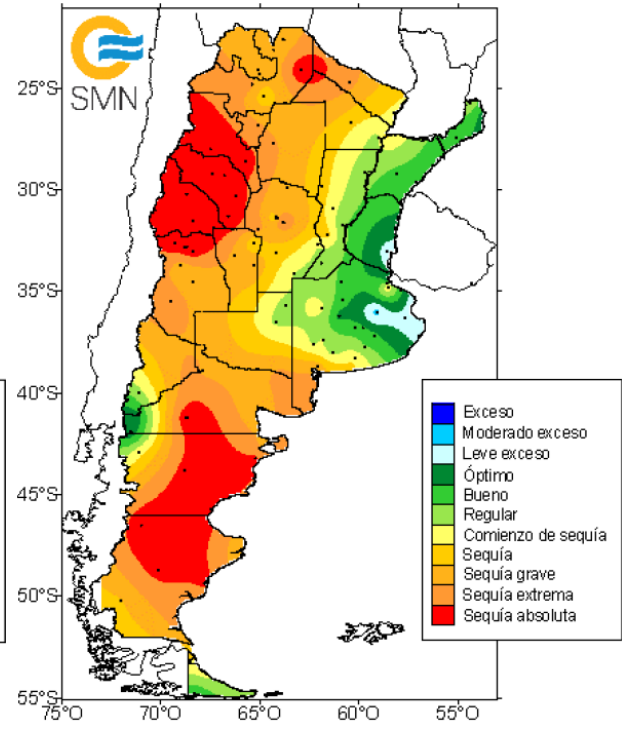 SMN
25°S
30°S
35°S
40°S
45°S
50°S
55°S
75°O
70°O
65°O
60°O
55°O
Exceso
Moderado exceso
Leve exceso
Óptimo
Bueno
Regular
Comienzo de sequía
Sequía
Sequía grave
Sequía extrema
Sequía absoluta